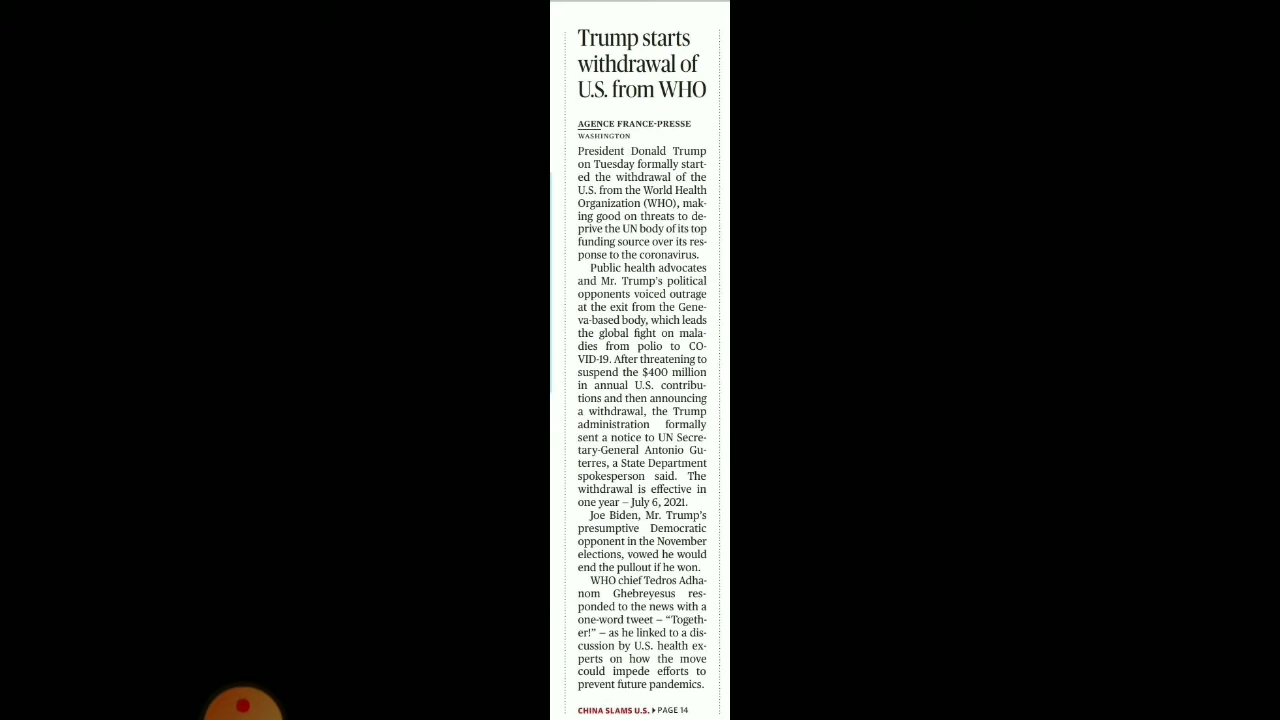 Trump starts
withdrawal of
U.S. from WHO
AGENCE FRANCE-PRESSE
WASHINGTON
President Donald Trump
on Tuesday formally start-
ed the withdrawal of the
U.S. from the World Health
Organization (WHO), mak-
ing good on threats to de-
prive the UN body of its top
funding source over its res-
ponse to the coronavirus.
Public health advocates
and Mr. Trump's political
opponents voiced outrage
at the exit from the Gene-
va-based body, which leads
the global fight on mala-
dies from polio to CO-
VID-19. After threatening to
suspend the $400 million
in annual U.S. contribu-
tions and then announcing
a withdrawal, the Trump
administration formally
sent a notice to UN Secre-
tary-General Antonio Gu-
terres, a State Department
spokesperson said. The
withdrawal is effective in
one year – July 6, 2021.
Joe Biden, Mr. Trump's
presumptive Democratic
opponent in the November
elections, vowed he would
end the pullout if he won.
WHO chief Tedros Adha-
nom Ghebreyesus res-
ponded to the news with a
one-word tweet – “Togeth-
er!” – as he linked to a dis-
cussion by U.S. health ex-
perts on how the move
could impede efforts to
prevent future pandemics.
CHINA SLAMS U.S. ▸ PAGE 14